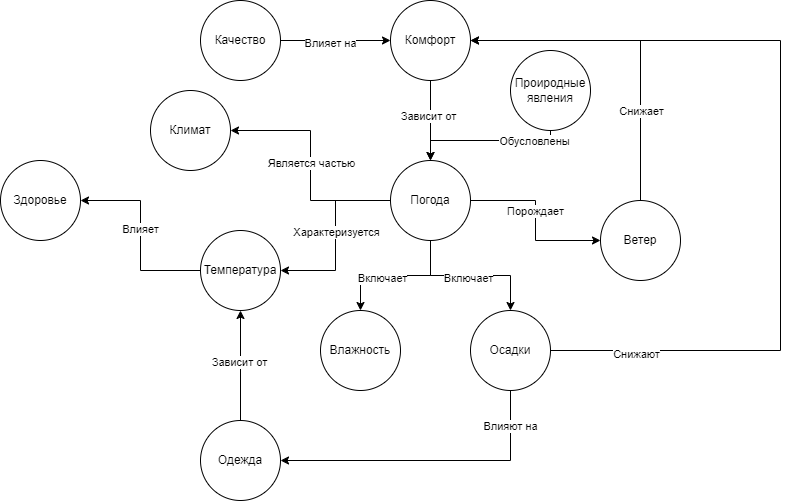 Качество
Влияет на
Комфорт
Проиродные
явления
Зависит от
Снижает
Климат
Обусловлены
Является частью
Здоровье
Погода
Порождает
Влияет
Характеризуется
Ветер
Температура
Включает
Включает
Влажность
Осадки
Снижают
Зависит от
Влияют на
Одежда